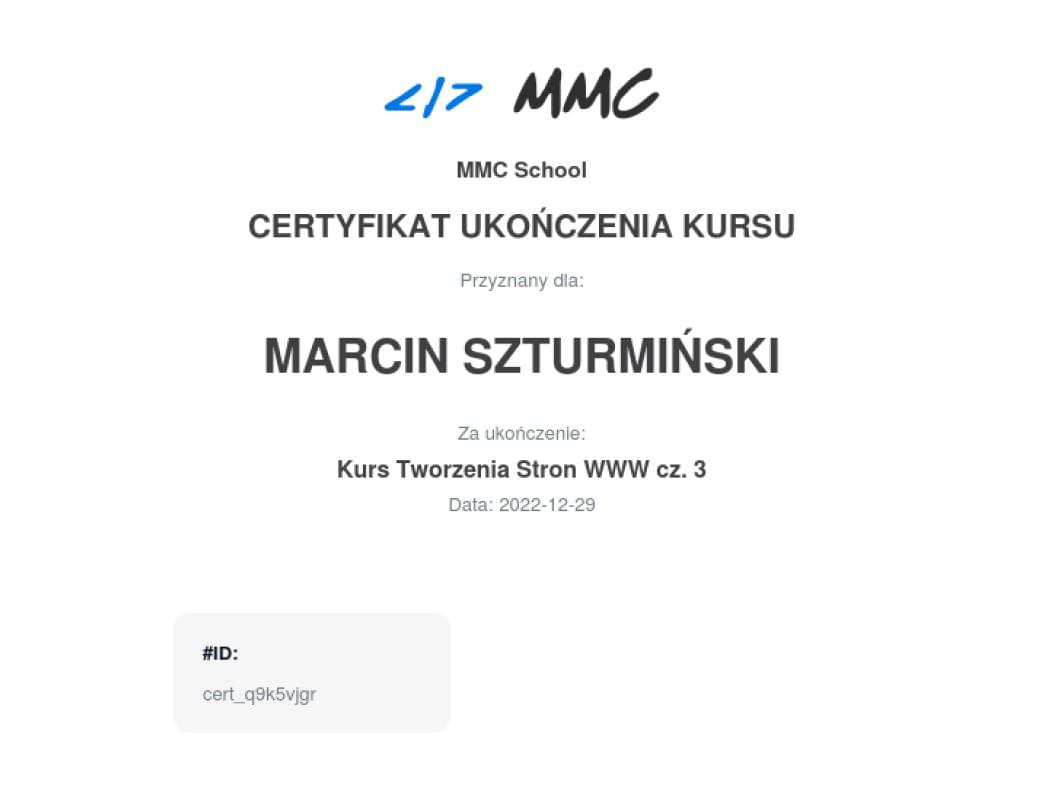 </> MMC
MMC School
CERTYFIKAT UKOŃCZENIA KURSU
Przyznany dla:
MARCIN SZTURMIŃSKI
Za ukończenie:
Kurs Tworzenia Stron WWW cz. 3
Data: 2022-12-29
#ID:
cert_q9k5vjgr